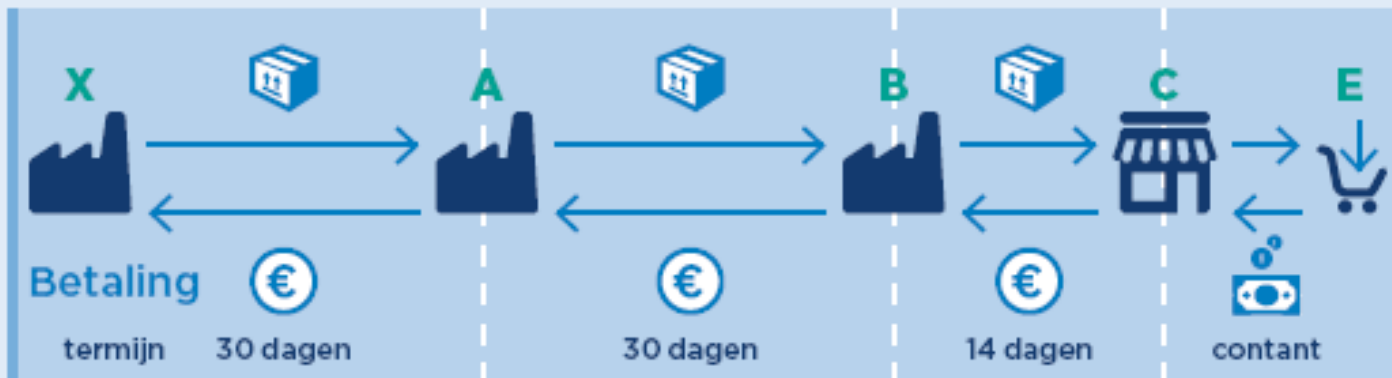 X A B C E
€ € €
Betaling
termijn 30 dagen 30 dagen 14 dagen contant